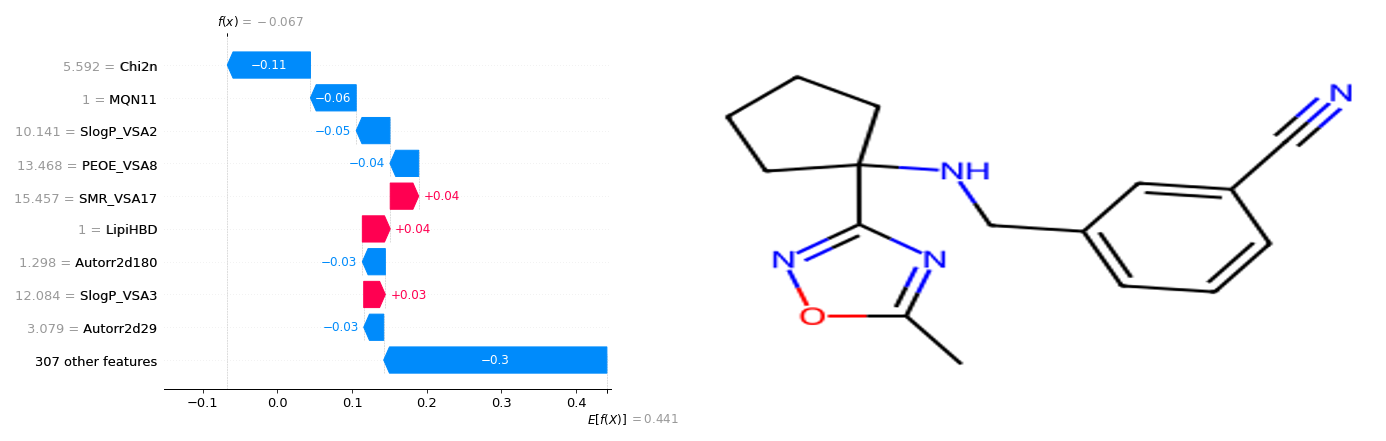 f(x) = −0.067
5.592 = Chi2n
−0.11
1 = MQN11
−0.06
10.141 = SlogP_VSA2
−0.05
13.468 = PEOE_VSA8
−0.04
15.457 = SMR_VSA17
+0.04
1 = LipiHBD
+0.04
1.298 = Autorr2d180
−0.03
12.084 = SlogP_VSA3
+0.03
3.079 = Autorr2d29
−0.03
307 other features
−0.3
−0.1 0.0 0.1 0.2 0.3 0.4
E[f(X)] = 0.441
N
NH
N N
O